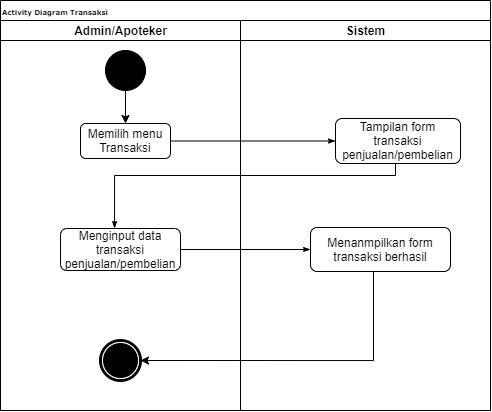 Activity Diagram Transaksi
Admin/Apoteker
Sistem
Memilih menu
Transaksi
Tampilan form
transaksi
penjualan/pembelian
Menginput data
transaksi
penjualan/pembelian
Menanmpilkan form
transaksi berhasil